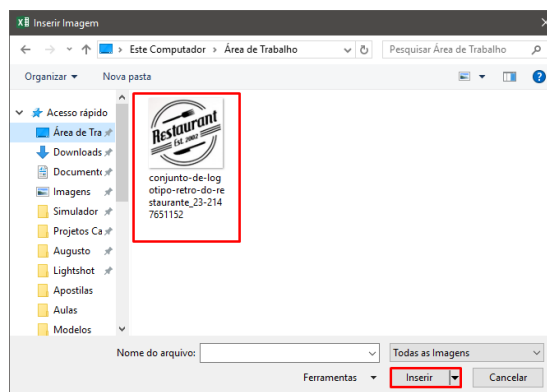 Inserir Imagem
Este Computador > Área de Trabalho
Pesquisar Área de Trabalho
Organizar
Nova pasta
Acesso rápido
Área de Tra
Downloads
Document
Imagens
Simulador
Projetos Ca
Augusto
Lightshot
Apostilas
Aulas
Modelos
Restaurant
Est. 2002
conjunto-de-log
otipo-retro-do-re
staurante_23-214
7651152
Nome do arquivo:
Todas as Imagens
Ferramentas
Inserir
Cancelar